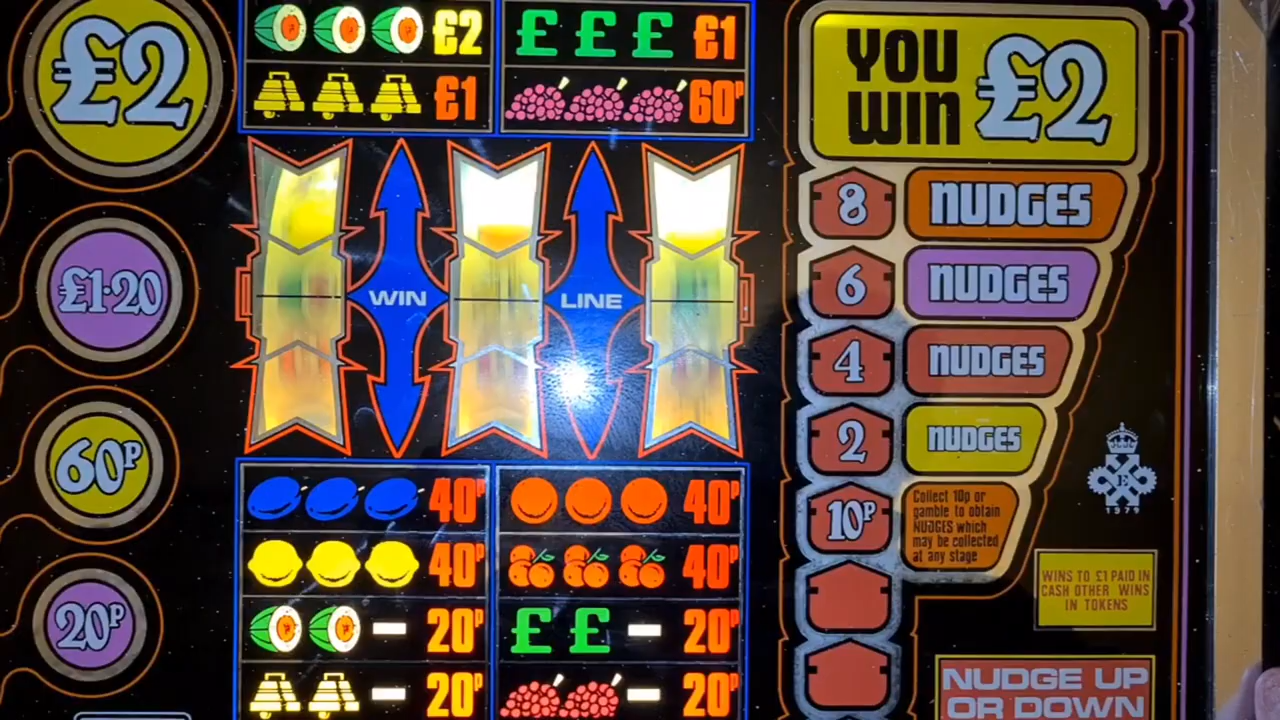 £2
£2
£ £ £ £1
£1
60P
YOU
WIN
£2
8 NUDGES
£1·20
6 NUDGES
WIN
LINE
4 NUDGES
2 NUDGES
60P
40P
40P
10P
Collect 10p or
gamble to obtain
NUDGES which
may be collected
at any stage
E
1979
40P
40P
WINS TO £1 PAID IN
CASH OTHER WINS
IN TOKENS
20P
20P
£ £ - 20P
20P
20P
NUDGE UP
OR DOWN